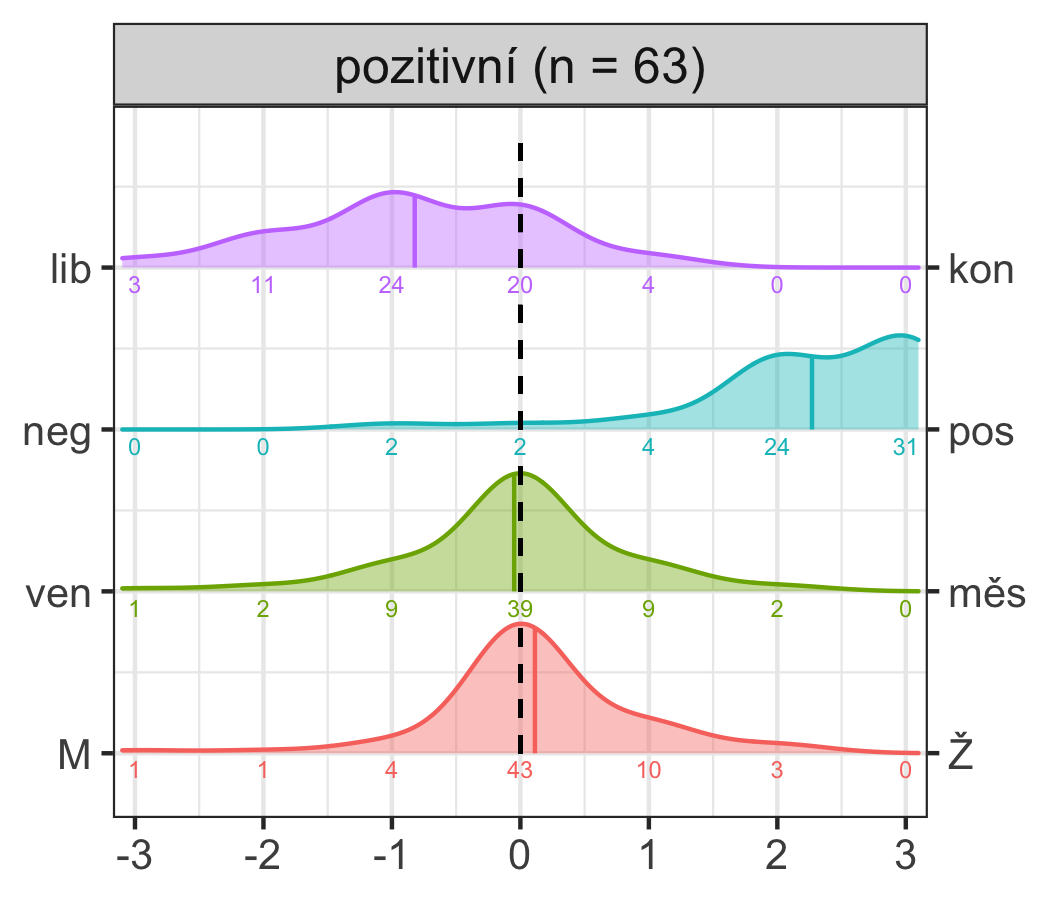 pozitivní (n = 63)
lib kon
3 11 24 20 4 0 0
neg pos
0 0 2 2 4 24 31
ven měs
1 2 9 39 9 2 0
M Ž
1 1 4 43 10 3 0
-3 -2 -1 0 1 2 3